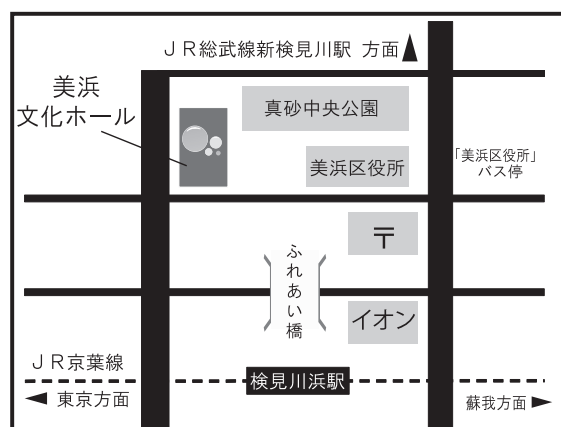 ＪＲ総武線新検見川駅 方面
美浜
文化ホール
真砂中央公園
美浜区役所
「美浜区役所」
バス停
〒
ふれあい橋
イオン
ＪＲ京葉線
検見川浜駅
東京方面
蘇我方面